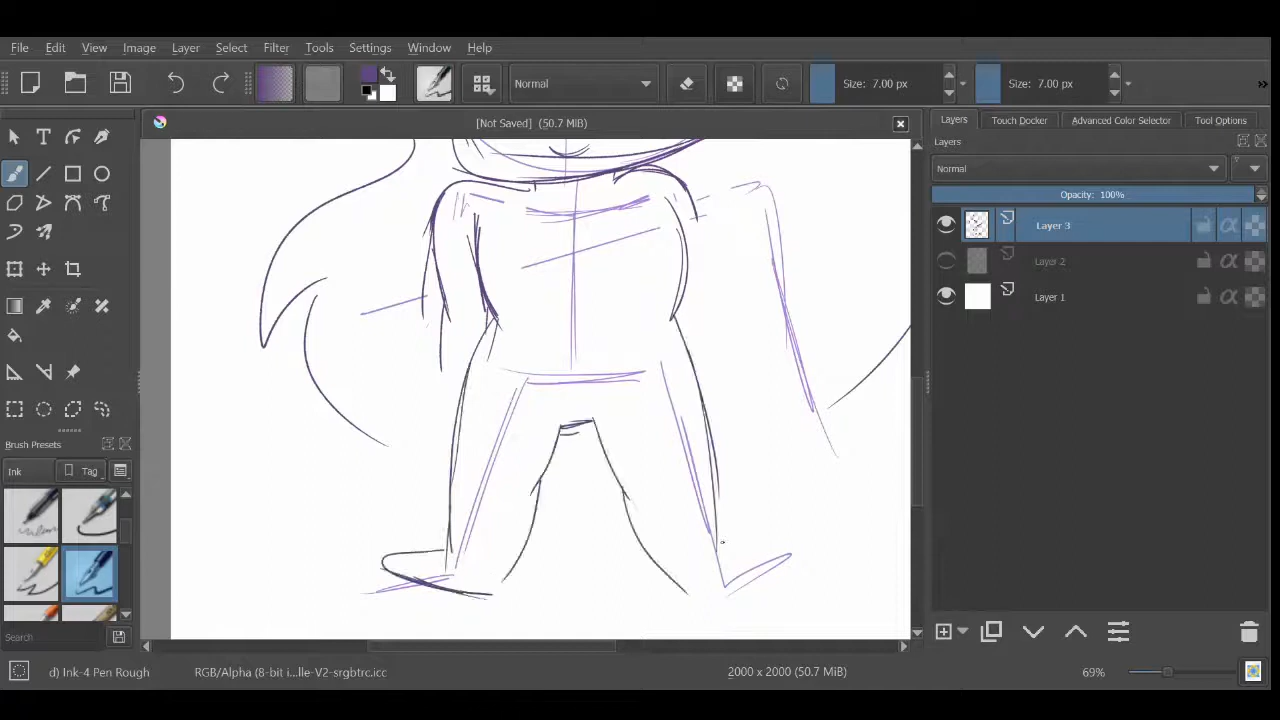 File Edit View Image Layer Select Filter Tools Settings Window Help
Normal Size: 7.00 px Size: 7.00 px »
[Not Saved] (50.7 MiB)
Layers Touch Docker Advanced Color Selector Tool Options
Layers
Normal
Opacity: 100%
Layer 3
Layer 2
Layer 1
Brush Presets
Ink Tag
Search
d) Ink-4 Pen Rough RGB/Alpha (8-bit i...lle-V2-srgbtrc.icc 2000 x 2000 (50.7 MiB) 69%